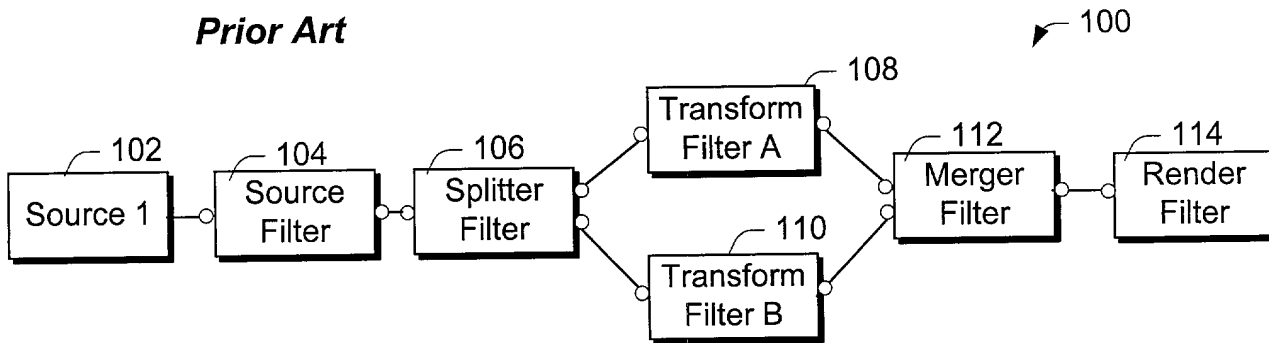 Prior Art
100
102
Source 1
104
Source
Filter
106
Splitter
Filter
108
Transform
Filter A
110
Transform
Filter B
112
Merger
Filter
114
Render
Filter